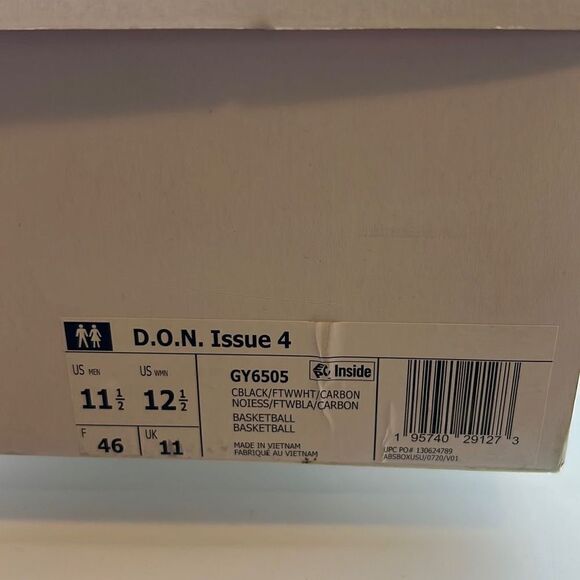 D.O.N. Issue 4
US MEN
11 1/2
US WMN
12 1/2
F
46
UK
11
GY6505
Inside
CBLACK/FTWWHT/CARBON
NOIESS/FTWBLA/CARBON
BASKETBALL
BASKETBALL
MADE IN VIETNAM
FABRIQUÉ AU VIETNAM
1 95740 29127 3
UPC PO# 130624789
ABSBOXUSU/0720/V01